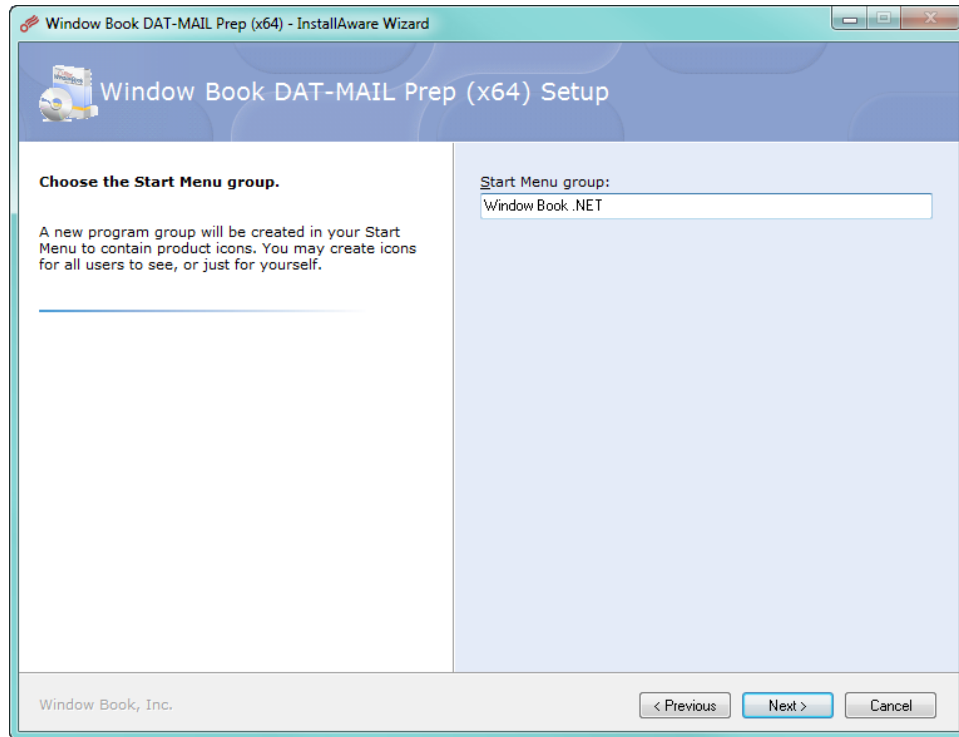 Window Book DAT-MAIL Prep (x64) - InstallAware Wizard
Window Book DAT-MAIL Prep (x64) Setup
Choose the Start Menu group.
A new program group will be created in your Start
Menu to contain product icons. You may create icons
for all users to see, or just for yourself.
Start Menu group:
Window Book .NET
Window Book, Inc.
< Previous
Next >
Cancel